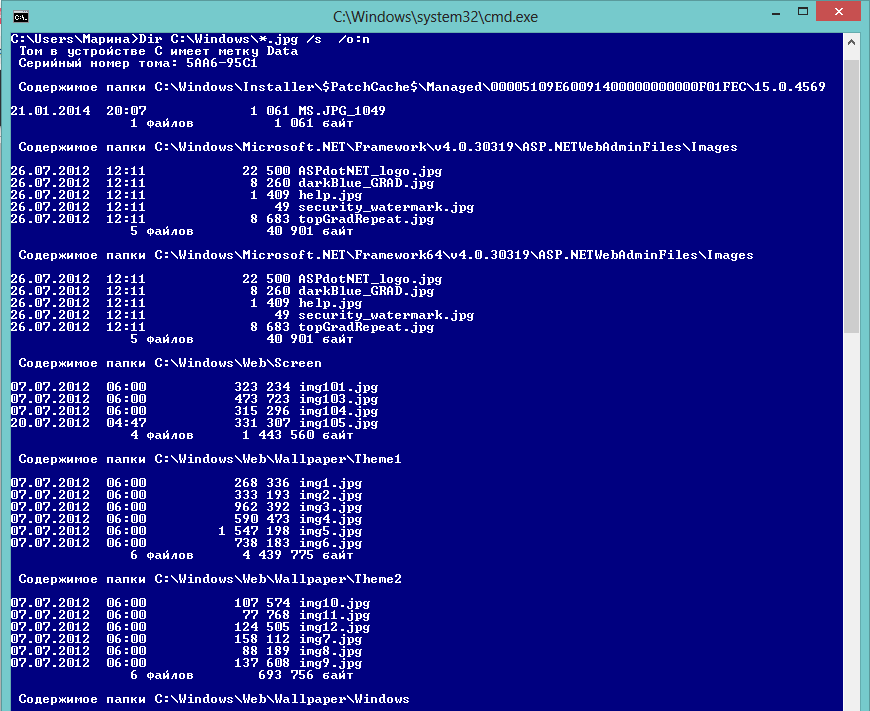 C:\Windows\system32\cmd.exe
C:\Users\Марина>Dir C:\Windows\*.jpg /s /o:n
Том в устройстве C имеет метку Data
Серийный номер тома: 5AA6-95C1
Содержимое папки C:\Windows\Installer\$PatchCache$\Managed\00005109E60091400000000000F01FEC\15.0.4569
21.01.2014 20:07 1 061 MS.JPG_1049
1 файлов 1 061 байт
Содержимое папки C:\Windows\Microsoft.NET\Framework\v4.0.30319\ASP.NETWebAdminFiles\Images
26.07.2012 12:11 22 500 ASPdotNET_logo.jpg
26.07.2012 12:11 8 260 darkBlue_GRAD.jpg
26.07.2012 12:11 1 409 help.jpg
26.07.2012 12:11 49 security_watermark.jpg
26.07.2012 12:11 8 683 topGradRepeat.jpg
5 файлов 40 901 байт
Содержимое папки C:\Windows\Microsoft.NET\Framework64\v4.0.30319\ASP.NETWebAdminFiles\Images
26.07.2012 12:11 22 500 ASPdotNET_logo.jpg
26.07.2012 12:11 8 260 darkBlue_GRAD.jpg
26.07.2012 12:11 1 409 help.jpg
26.07.2012 12:11 49 security_watermark.jpg
26.07.2012 12:11 8 683 topGradRepeat.jpg
5 файлов 40 901 байт
Содержимое папки C:\Windows\Web\Screen
07.07.2012 06:00 323 234 img101.jpg
07.07.2012 06:00 473 723 img103.jpg
07.07.2012 06:00 315 296 img104.jpg
20.07.2012 04:47 331 307 img105.jpg
4 файлов 1 443 560 байт
Содержимое папки C:\Windows\Web\Wallpaper\Theme1
07.07.2012 06:00 268 336 img1.jpg
07.07.2012 06:00 333 193 img2.jpg
07.07.2012 06:00 962 392 img3.jpg
07.07.2012 06:00 590 473 img4.jpg
07.07.2012 06:00 1 547 198 img5.jpg
07.07.2012 06:00 738 183 img6.jpg
6 файлов 4 439 775 байт
Содержимое папки C:\Windows\Web\Wallpaper\Theme2
07.07.2012 06:00 107 574 img10.jpg
07.07.2012 06:00 77 768 img11.jpg
07.07.2012 06:00 124 505 img12.jpg
07.07.2012 06:00 158 112 img7.jpg
07.07.2012 06:00 88 189 img8.jpg
07.07.2012 06:00 137 608 img9.jpg
6 файлов 693 756 байт
Содержимое папки C:\Windows\Web\Wallpaper\Windows